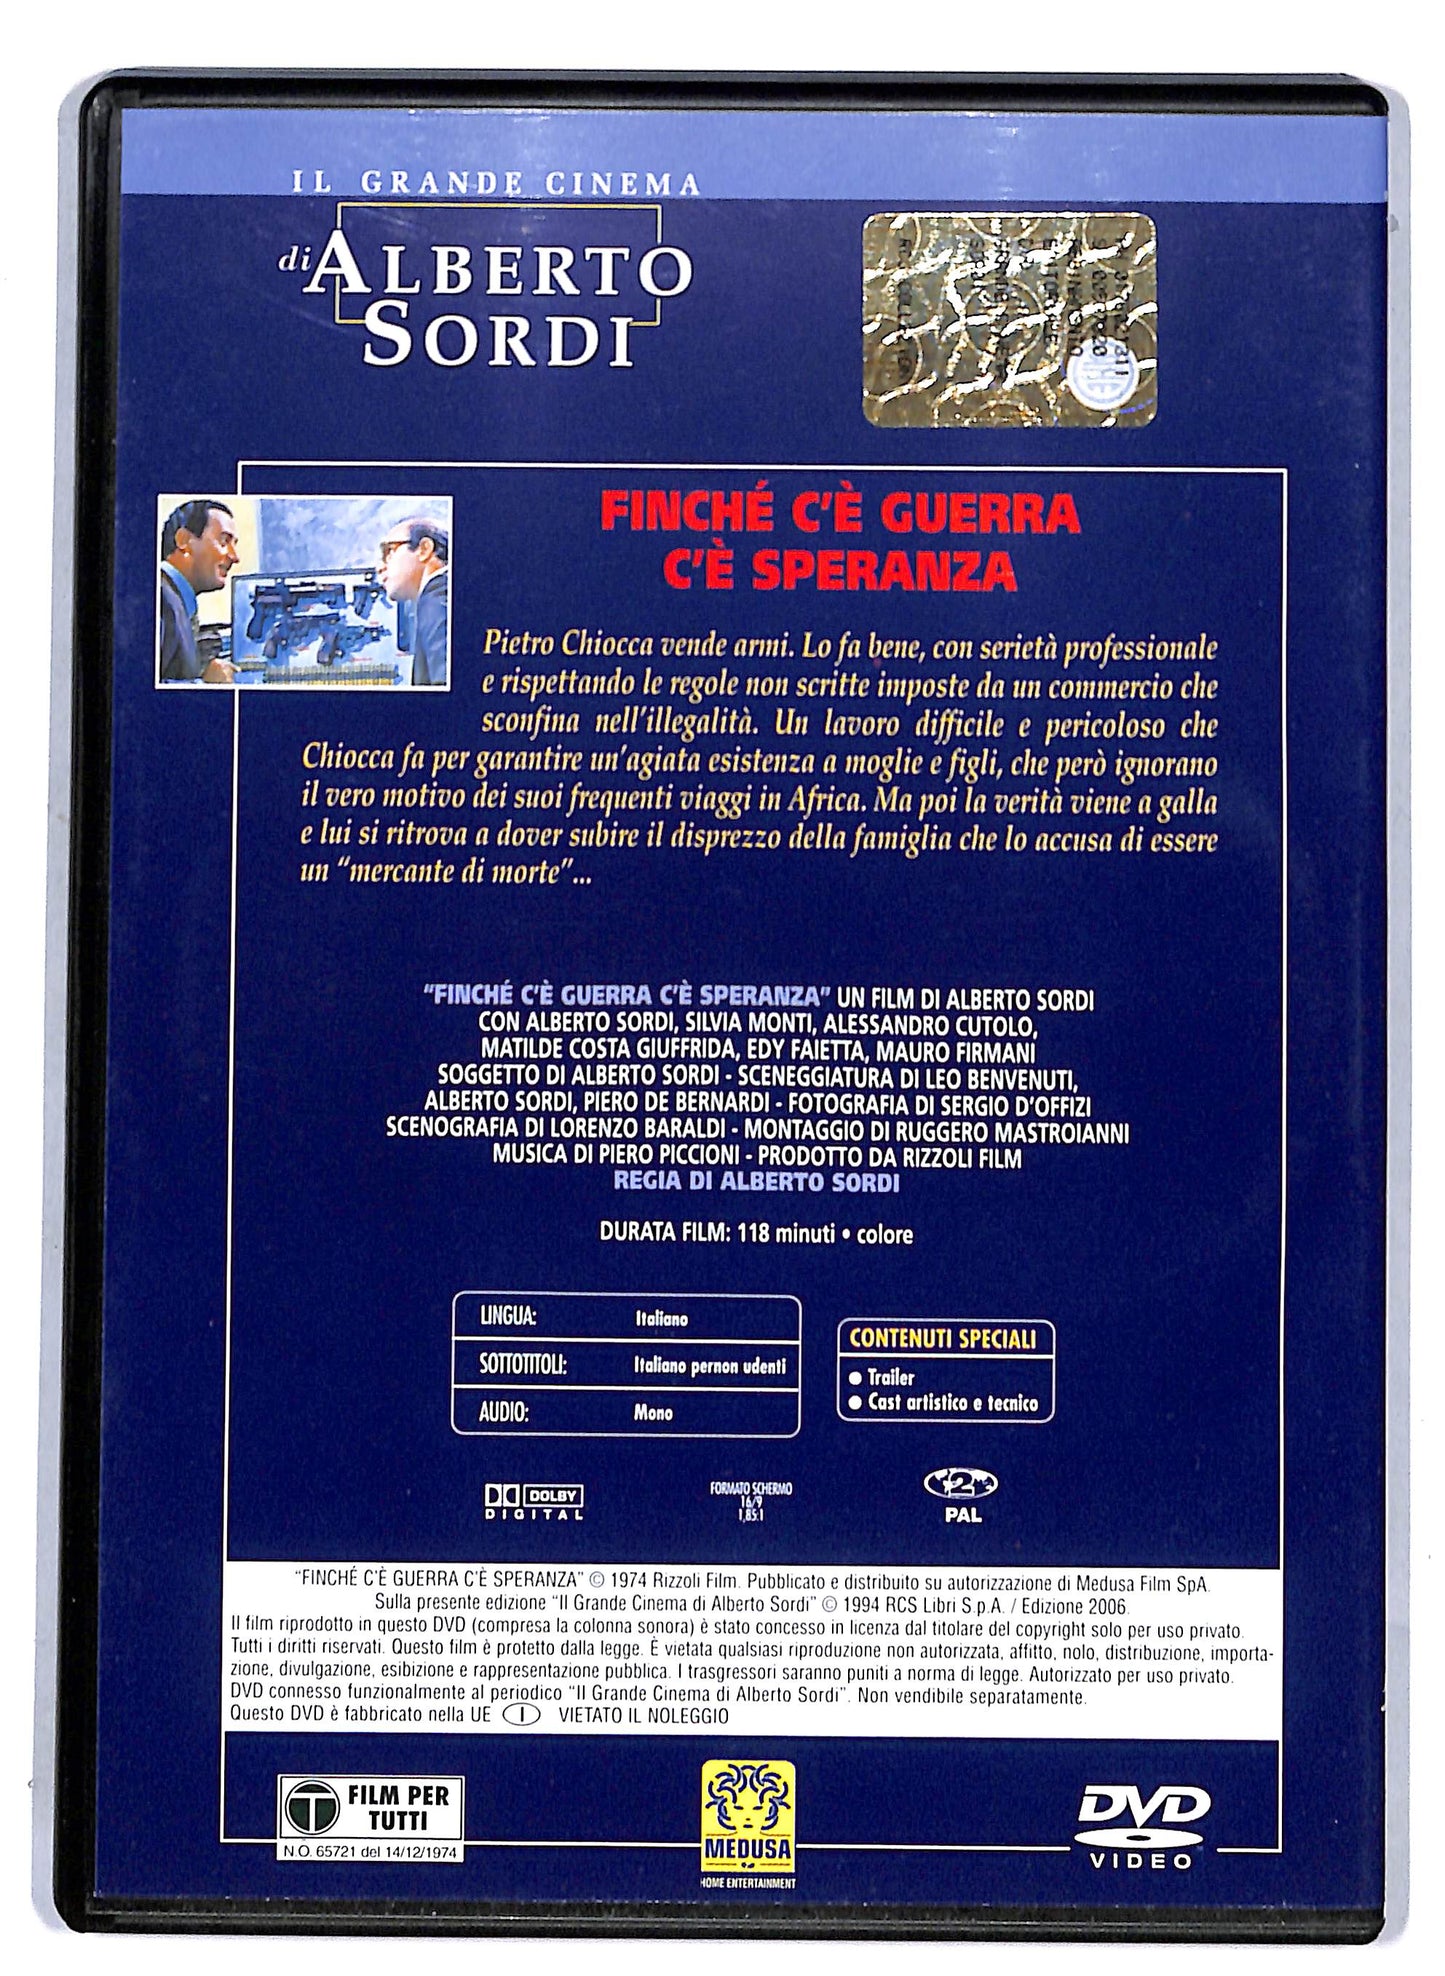 IL GRANDE CINEMA
di ALBERTO
SORDI
FINCHÉ C'È GUERRA
C'È SPERANZA
Pietro Chiocca vende armi. Lo fa bene, con serietà professionale
e rispettando le regole non scritte imposte da un commercio che
sconfina nell'illegalità. Un lavoro difficile e pericoloso che
Chiocca fa per garantire un'agiata esistenza a moglie e figli, che però ignorano
il vero motivo dei suoi frequenti viaggi in Africa. Ma poi la verità viene a galla
e lui si ritrova a dover subire il disprezzo della famiglia che lo accusa di essere
un “mercante di morte”...
“FINCHÉ C'È GUERRA C'È SPERANZA” UN FILM DI ALBERTO SORDI
CON ALBERTO SORDI, SILVIA MONTI, ALESSANDRO CUTOLO,
MATILDE COSTA GIUFFRIDA, EDY FAIETTA, MAURO FIRMANI
SOGGETTO DI ALBERTO SORDI - SCENEGGIATURA DI LEO BENVENUTI,
ALBERTO SORDI, PIERO DE BERNARDI - FOTOGRAFIA DI SERGIO D'OFFIZI
SCENOGRAFIA DI LORENZO BARALDI - MONTAGGIO DI RUGGERO MASTROIANNI
MUSICA DI PIERO PICCIONI - PRODOTTO DA RIZZOLI FILM
REGIA DI ALBERTO SORDI
DURATA FILM: 118 minuti • colore
LINGUA: Italiano
SOTTOTITOLI: Italiano pernon udenti
AUDIO: Mono
CONTENUTI SPECIALI
● Trailer
● Cast artistico e tecnico
DOLBY
DIGITAL
FORMATO SCHERMO
16/9
1,85:1
2
PAL
“FINCHÉ C'È GUERRA C'È SPERANZA” © 1974 Rizzoli Film. Pubblicato e distribuito su autorizzazione di Medusa Film SpA.
Sulla presente edizione “Il Grande Cinema di Alberto Sordi” © 1994 RCS Libri S.p.A. / Edizione 2006.
Il film riprodotto in questo DVD (compresa la colonna sonora) è stato concesso in licenza dal titolare del copyright solo per uso privato.
Tutti i diritti riservati. Questo film è protetto dalla legge. È vietata qualsiasi riproduzione non autorizzata, affitto, nolo, distribuzione, importa-
zione, divulgazione, esibizione e rappresentazione pubblica. I trasgressori saranno puniti a norma di legge. Autorizzato per uso privato.
DVD connesso funzionalmente al periodico “Il Grande Cinema di Alberto Sordi”. Non vendibile separatamente.
Questo DVD è fabbricato nella UE I VIETATO IL NOLEGGIO
T FILM PER
TUTTI
N.O. 65721 del 14/12/1974
MEDUSA
HOME ENTERTAINMENT
DVD
VIDEO